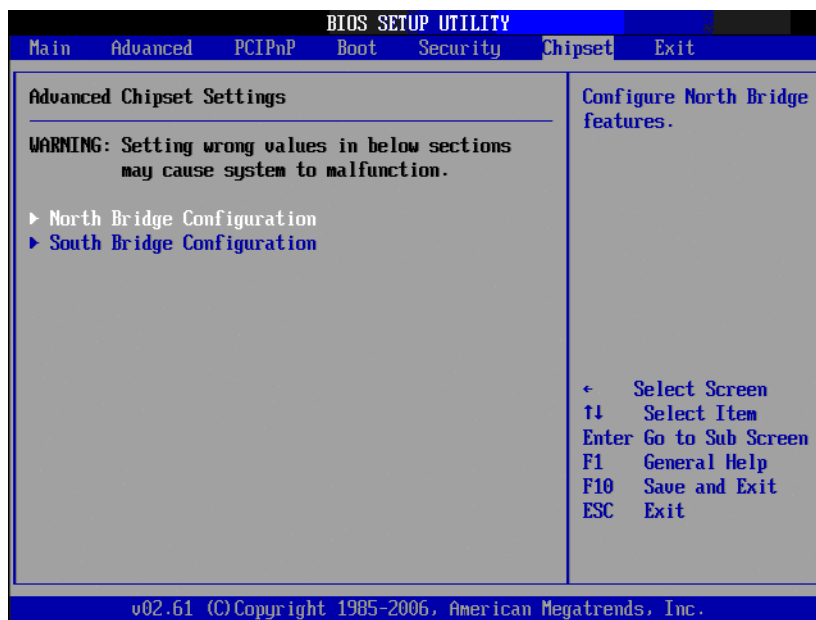 BIOS SETUP UTILITY
Main Advanced PCIPnP Boot Security Chipset Exit
Advanced Chipset Settings
WARNING: Setting wrong values in below sections
may cause system to malfunction.
▶ North Bridge Configuration
▶ South Bridge Configuration
Configure North Bridge
features.
← Select Screen
↑↓ Select Item
Enter Go to Sub Screen
F1 General Help
F10 Save and Exit
ESC Exit
v02.61 (C)Copyright 1985-2006, American Megatrends, Inc.